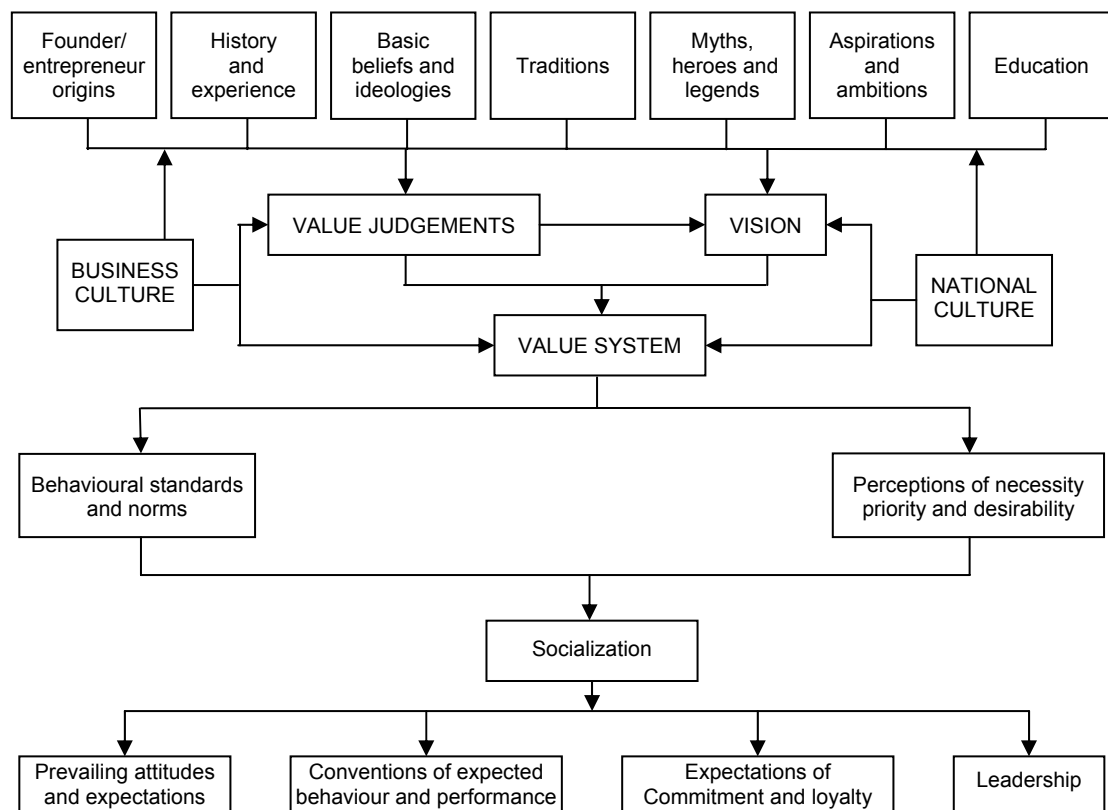 Founder/
entrepreneur
origins
History
and
experience
Basic
beliefs and
ideologies
Traditions
Myths,
heroes and
legends
Aspirations
and
ambitions
Education
VALUE JUDGEMENTS
VISION
BUSINESS
CULTURE
NATIONAL
CULTURE
VALUE SYSTEM
Behavioural standards
and norms
Perceptions of necessity
priority and desirability
Socialization
Prevailing attitudes
and expectations
Conventions of expected
behaviour and performance
Expectations of
Commitment and loyalty
Leadership